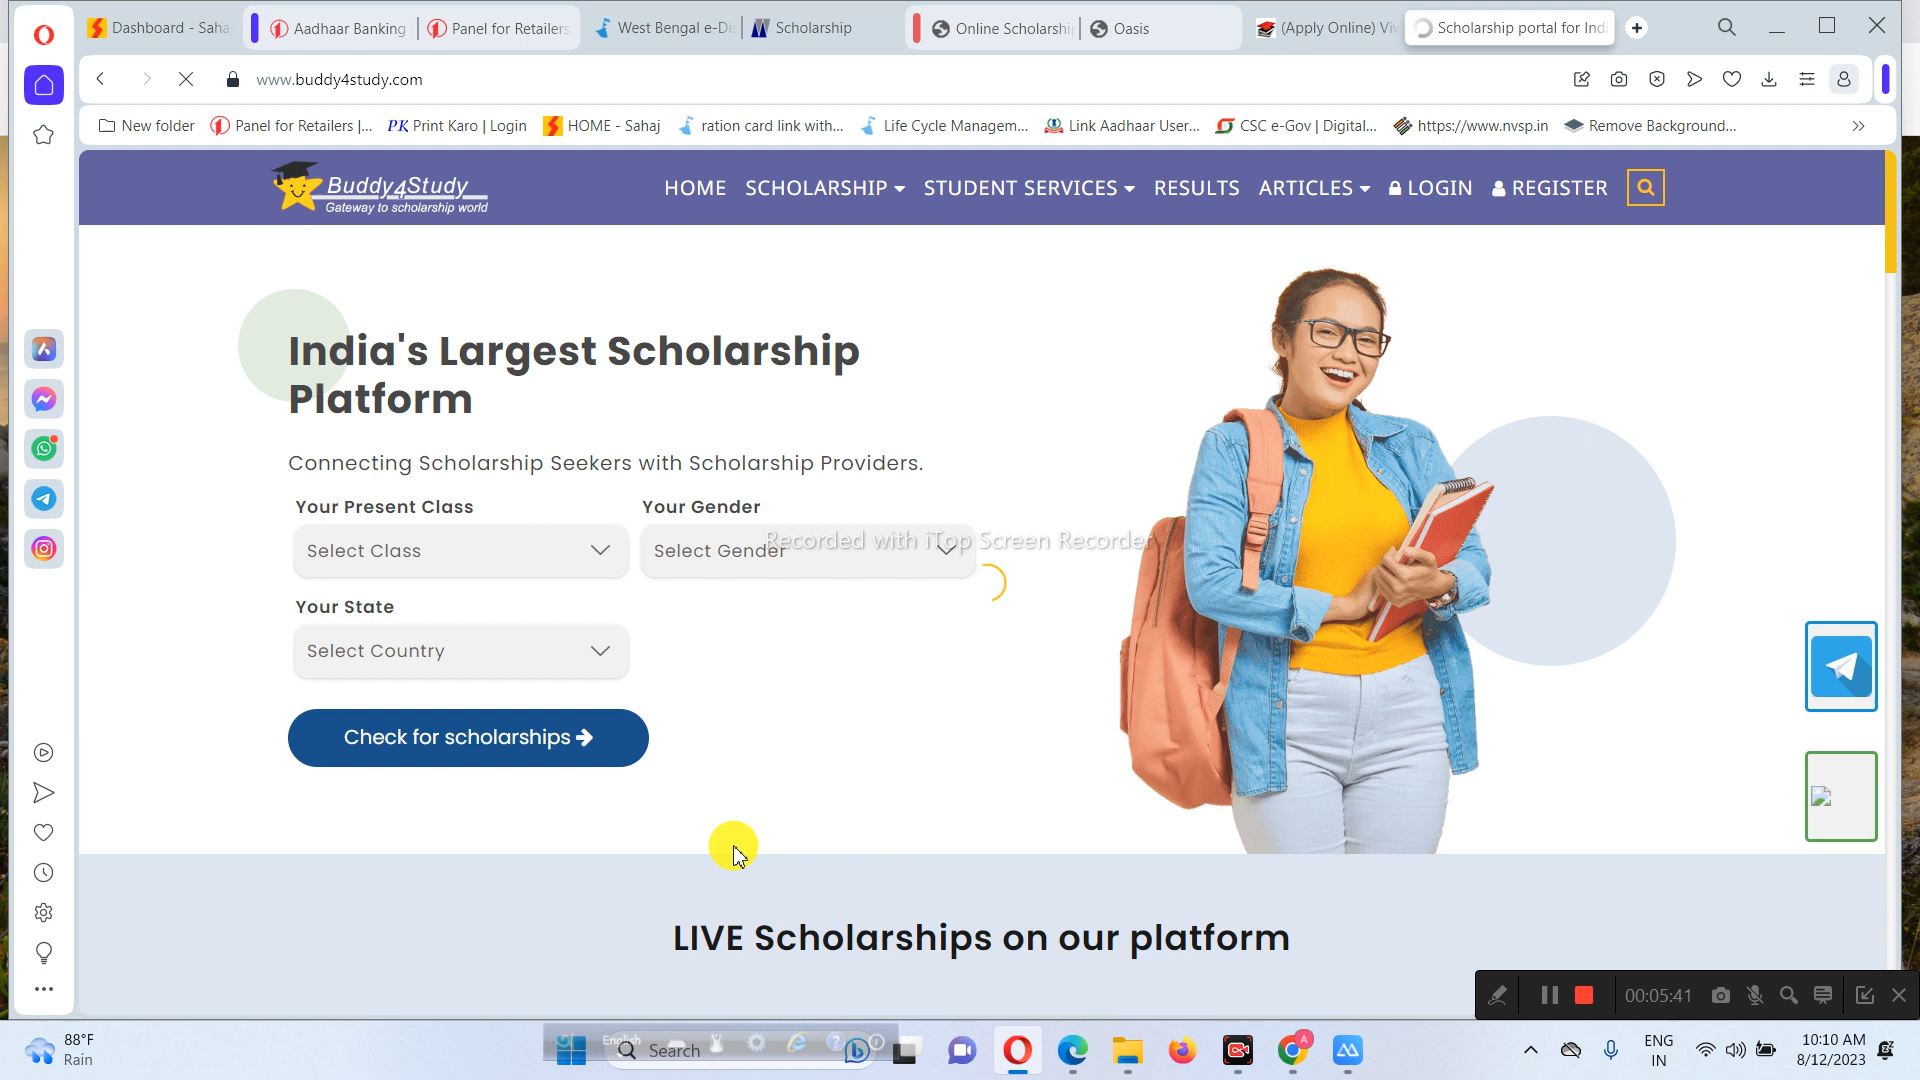 Dashboard - Saha
Aadhaar Banking
Panel for Retailers
West Bengal e-Dis
Scholarship
Online Scholarshi
Oasis
(Apply Online) Viv
Scholarship portal for Indi
www.buddy4study.com
New folder
Panel for Retailers |...
PK Print Karo | Login
HOME - Sahaj
ration card link with...
Life Cycle Managem...
Link Aadhaar User...
CSC e-Gov | Digital...
https://www.nvsp.in
Remove Background...
Buddy4Study
Gateway to scholarship world
HOME SCHOLARSHIP STUDENT SERVICES RESULTS ARTICLES LOGIN REGISTER
India's Largest Scholarship
Platform
Connecting Scholarship Seekers with Scholarship Providers.
Your Present Class
Your Gender
Select Class
Select Gender
Recorded with iTop Screen Recorder
Your State
Select Country
Check for scholarships
LIVE Scholarships on our platform
00:05:41
88°F
Rain
English
Search
A
ENG
IN
10:10 AM
8/12/2023